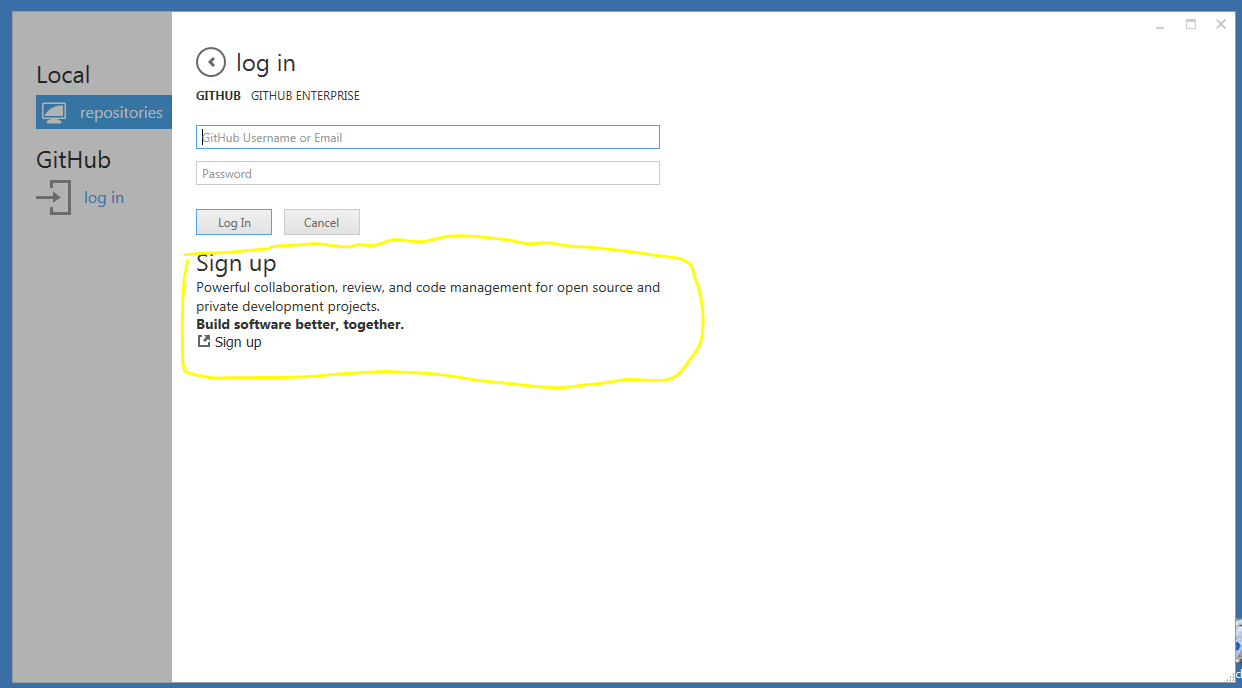 Local
repositories
GitHub
log in
log in
GITHUB GITHUB ENTERPRISE
GitHub Username or Email
Password
Log In Cancel
Sign up
Powerful collaboration, review, and code management for open source and
private development projects.
Build software better, together.
Sign up